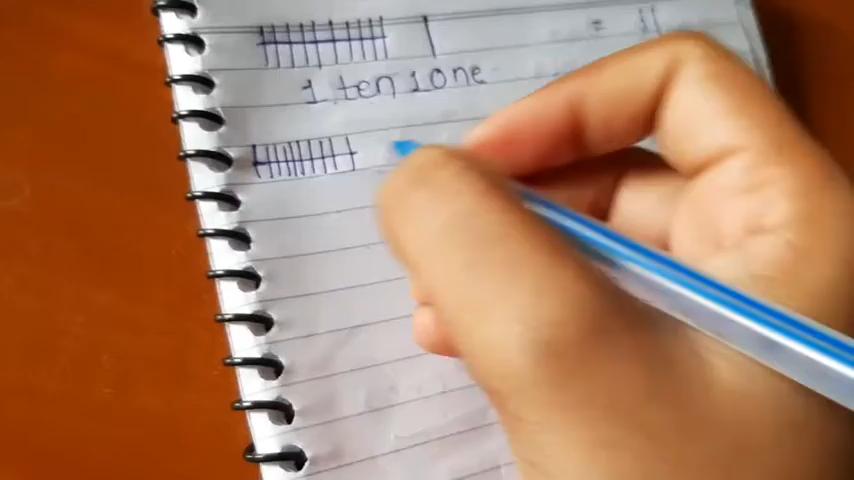 = 11
1 ten 1 one